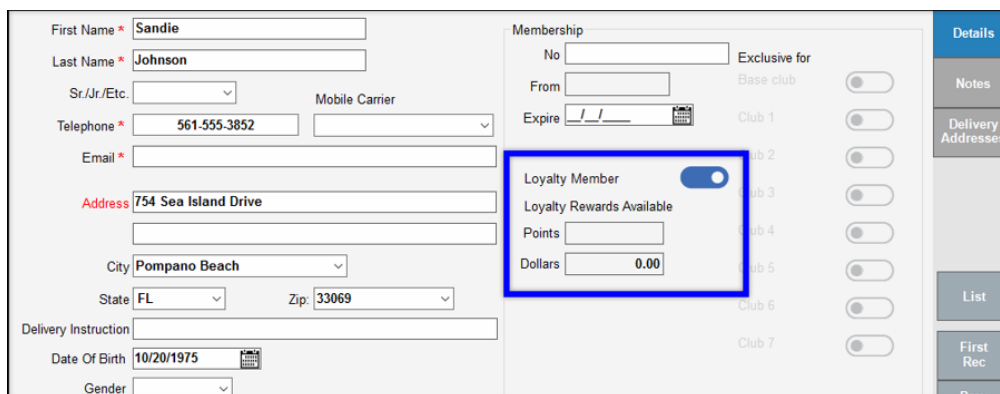 First Name * Sandie
Last Name * Johnson
Sr./Jr./Etc.
Mobile Carrier
Telephone * 561-555-3852
Email *
Address 754 Sea Island Drive
City Pompano Beach
State FL Zip: 33069
Delivery Instruction
Date Of Birth 10/20/1975
Gender
Membership
No
From
Expire _/_/___
Exclusive for
Base club
Club 1
Club 2
Club 3
Club 4
Club 5
Club 6
Club 7
Loyalty Member
Loyalty Rewards Available
Points
Dollars 0.00
Details
Notes
Delivery
Addresses
List
First
Rec